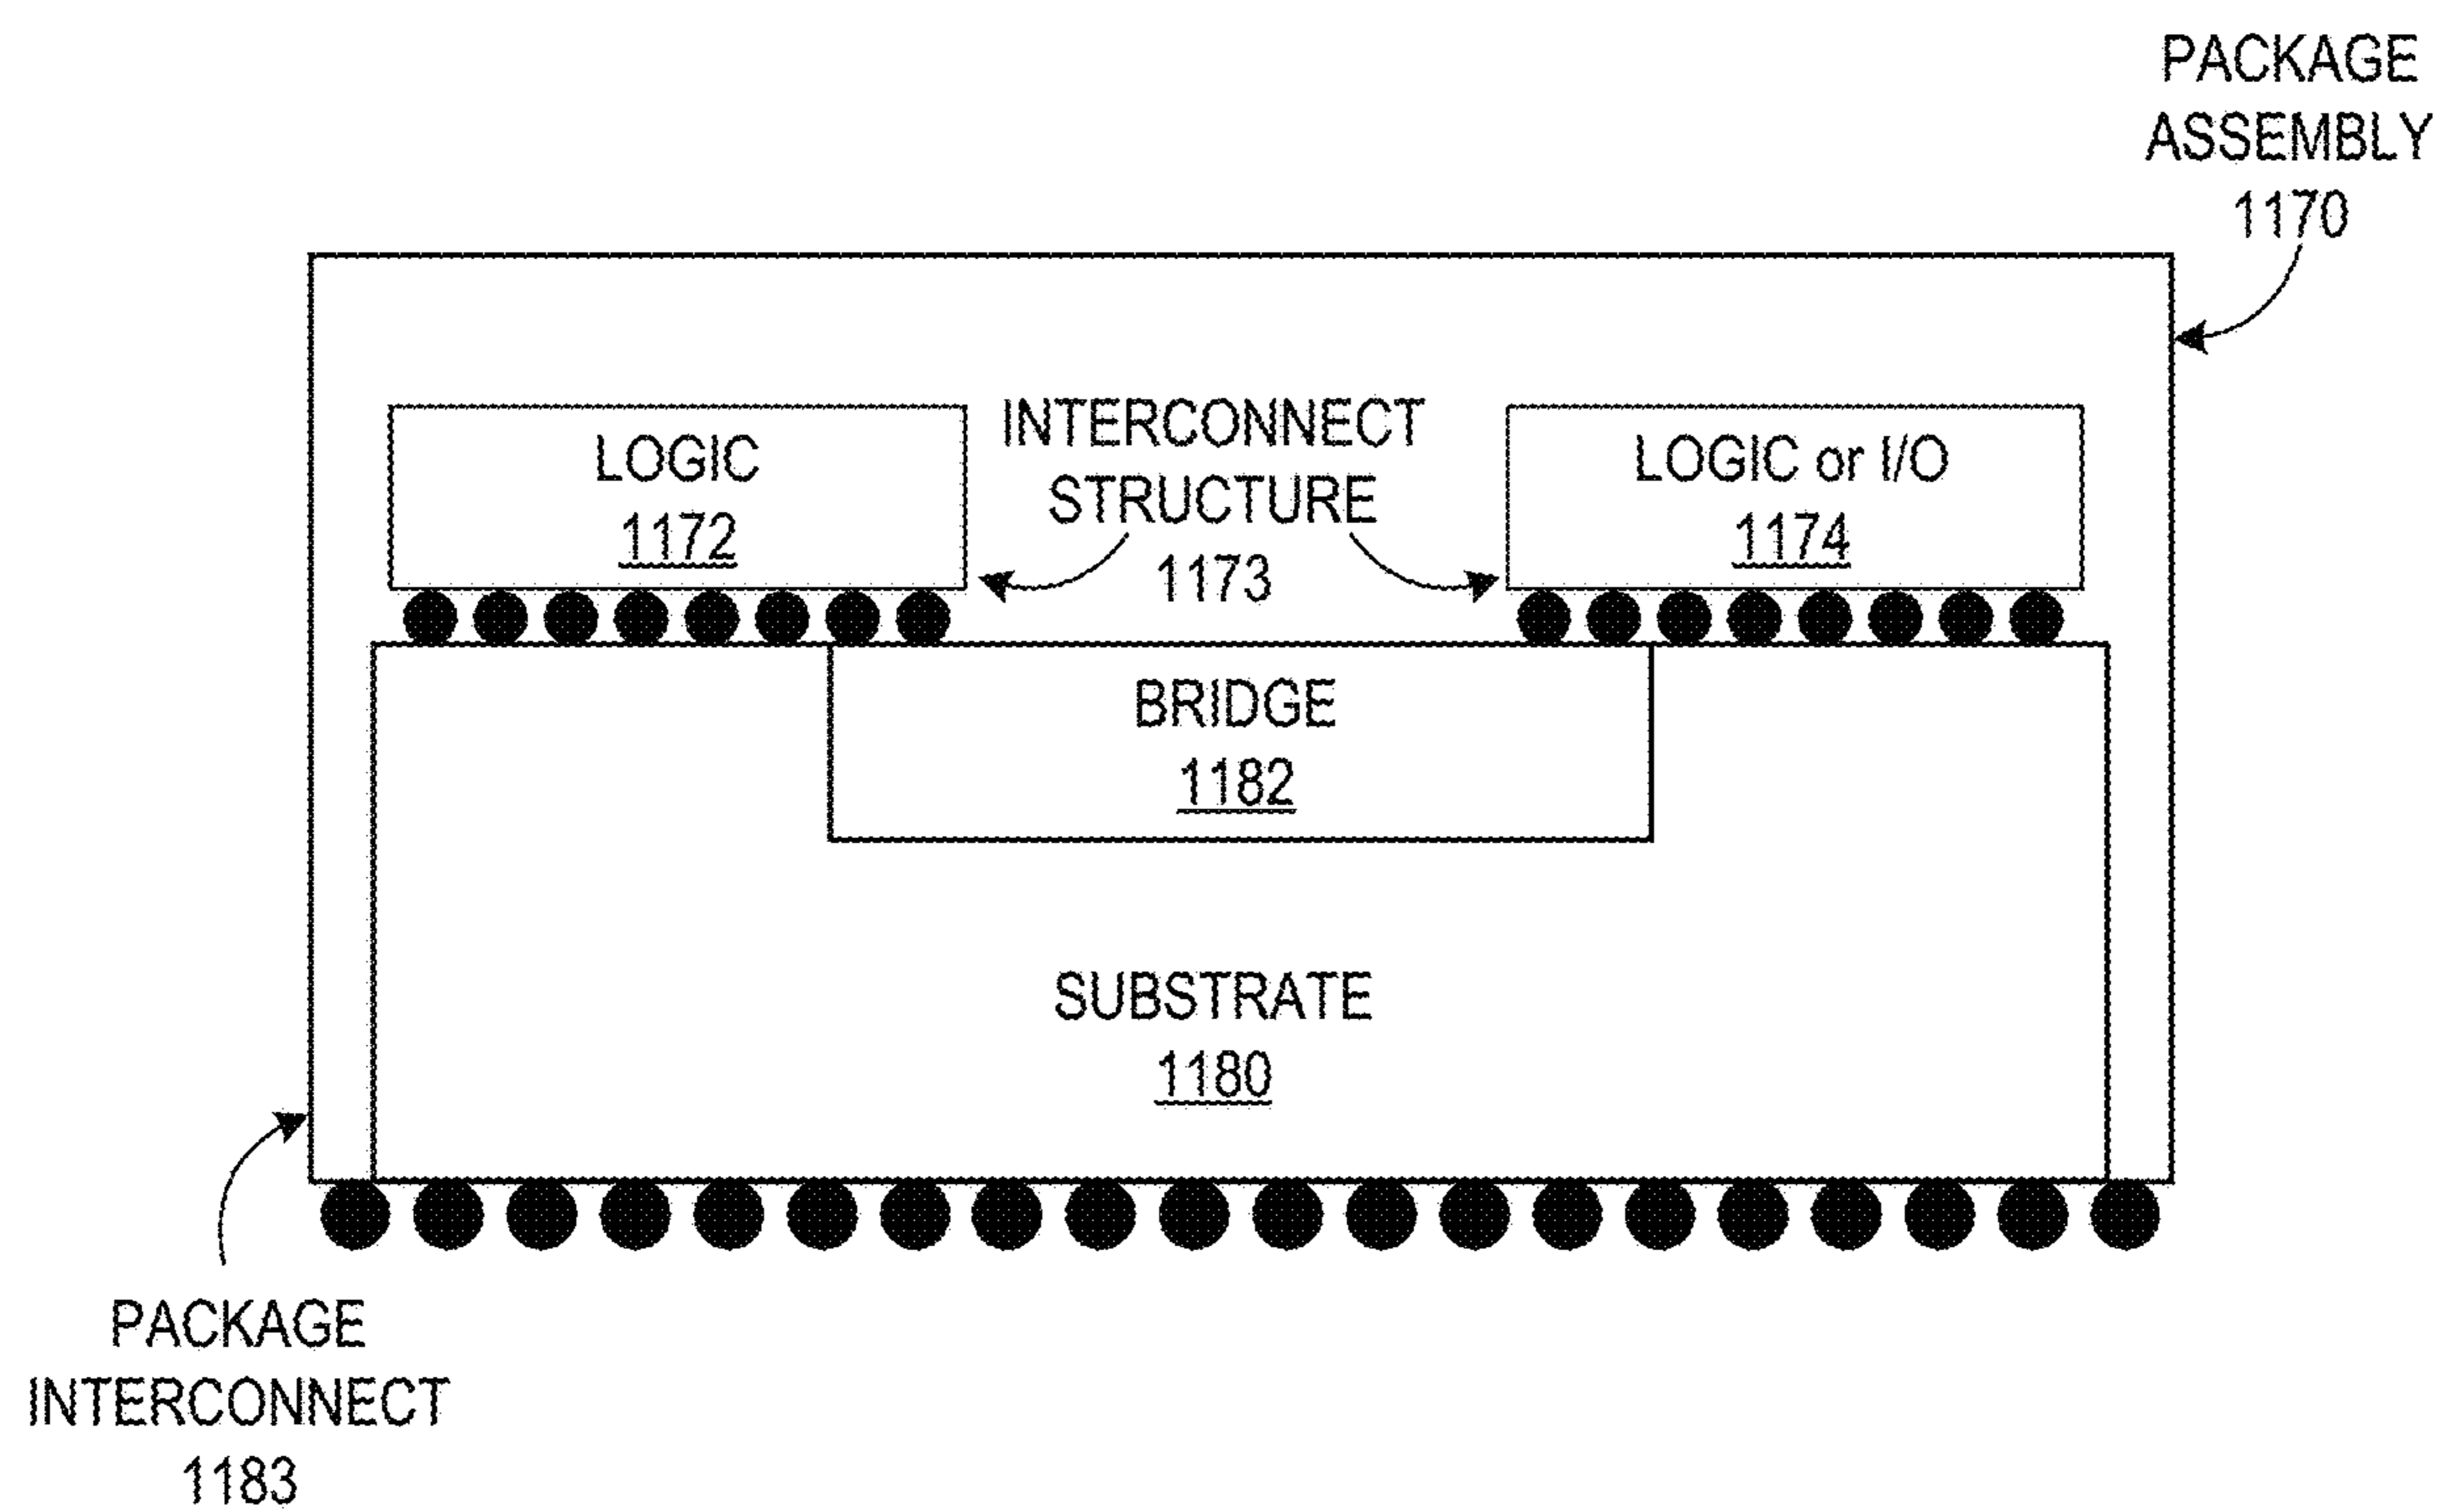 PACKAGE
ASSEMBLY
1170
LOGIC
1172
INTERCONNECT
STRUCTURE
1173
LOGIC or I/O
1174
BRIDGE
1182
SUBSTRATE
1180
PACKAGE
INTERCONNECT
1183